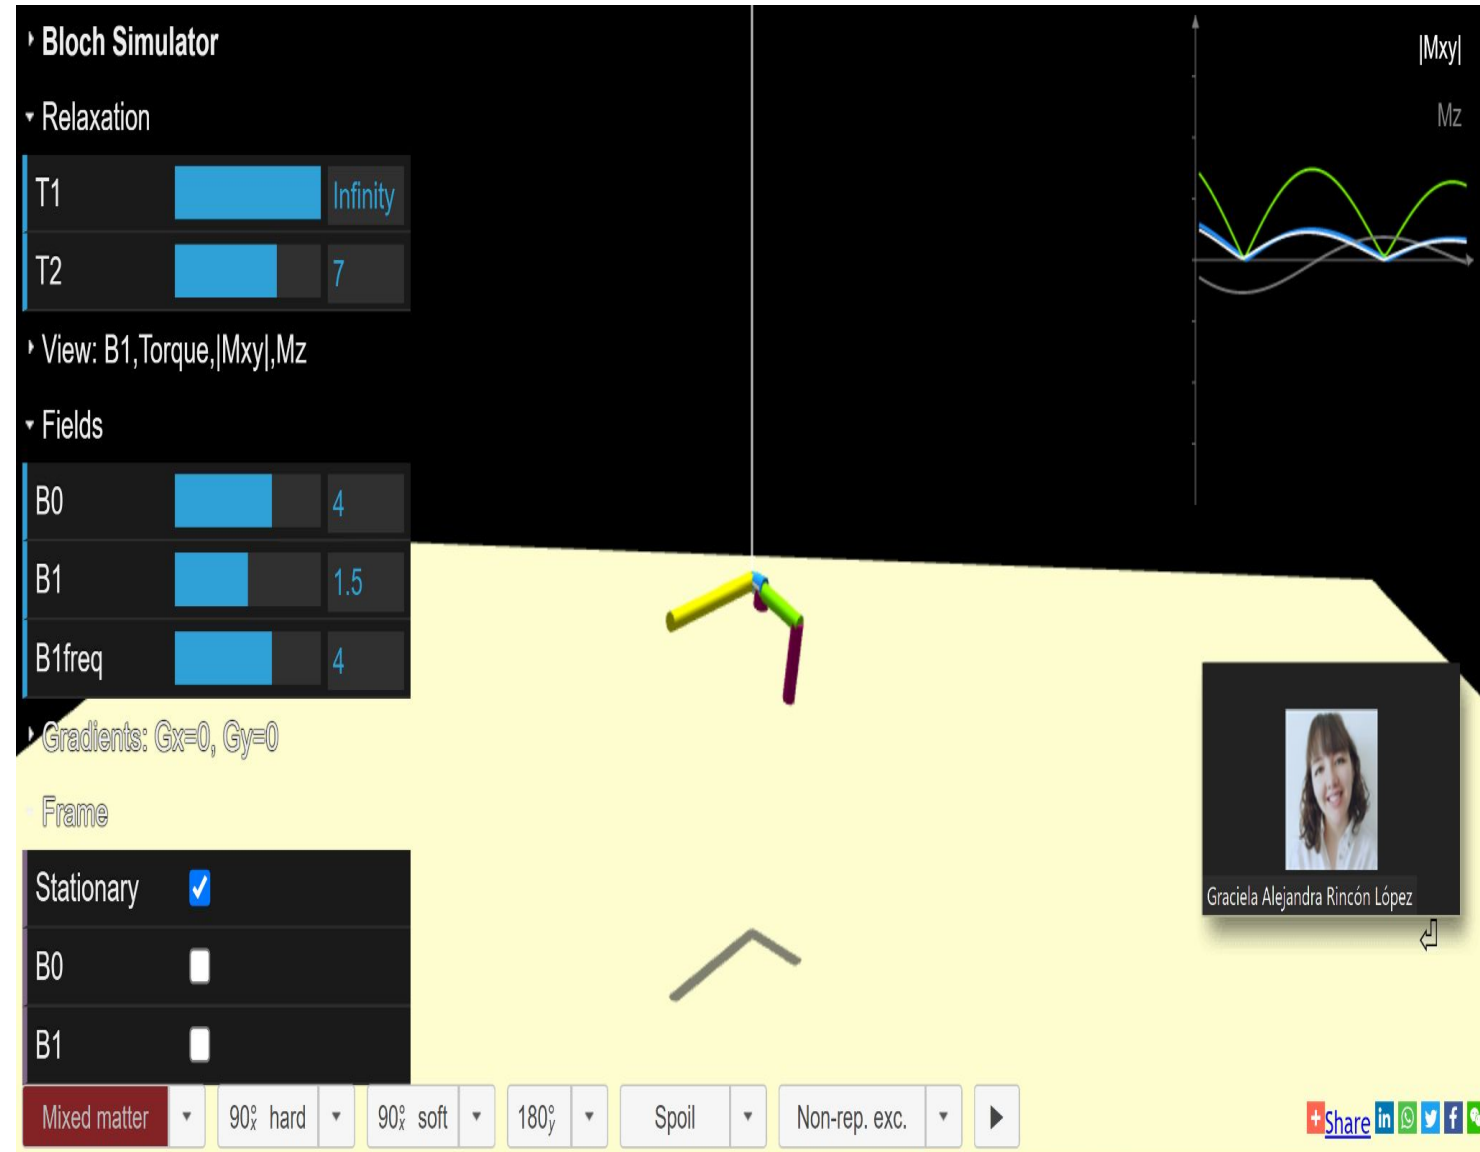 Bloch Simulator
|Mxy|
Relaxation
Mz
T1 Infinity
T2 7
View: B1,Torque,|Mxy|,Mz
Fields
B0 4
B1 1.5
B1freq 4
Gradients: Gx=0, Gy=0
Frame
Stationary
Graciela Alejandra Rincón López
B0
B1
Mixed matter 90°x hard 90°x soft 180°y Spoil Non-rep. exc. Share